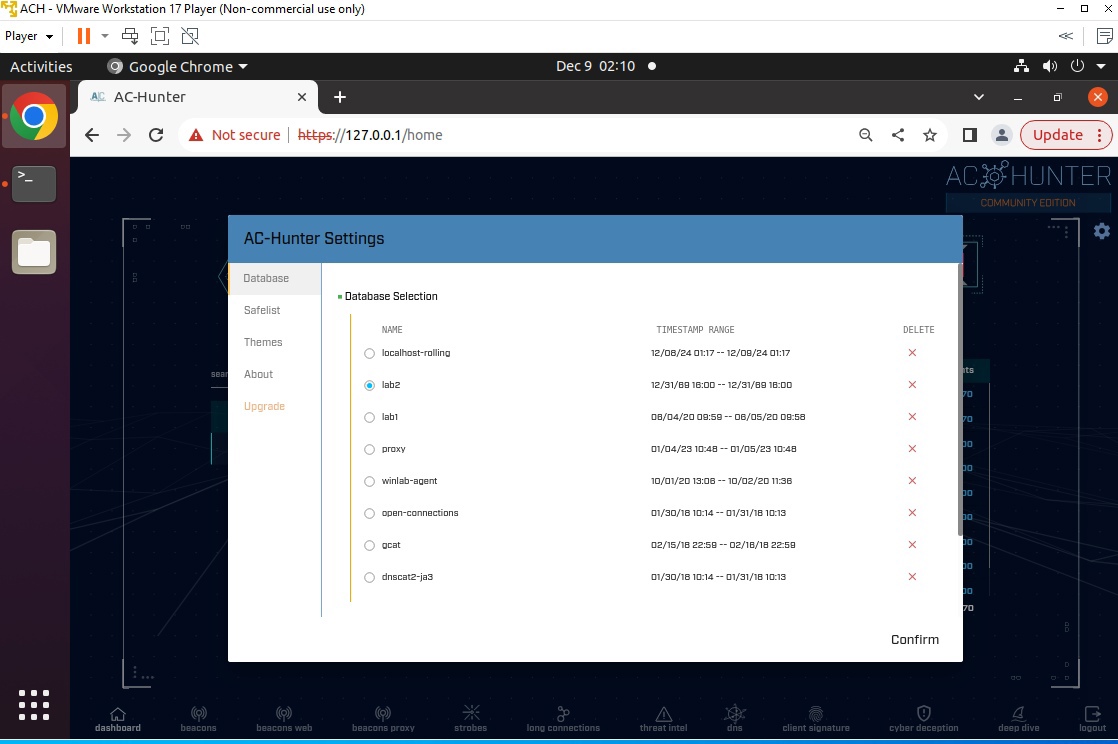 ACH - VMware Workstation 17 Player (Non-commercial use only)
Player
Activities Google Chrome Dec 9 02:10
AC AC-Hunter
Not secure https://127.0.0.1/home Update
AC HUNTER
COMMUNITY EDITION
AC-Hunter Settings
Database
Safelist
Themes
About
Upgrade
Database Selection
NAME TIMESTAMP RANGE DELETE
localhost-rolling 12/08/24 01:17 -- 12/09/24 01:17
lab2 12/31/69 16:00 -- 12/31/69 16:00
lab1 08/04/20 09:59 -- 08/05/20 09:58
proxy 01/04/23 10:48 -- 01/05/23 10:48
winlab-agent 10/01/20 13:06 -- 10/02/20 11:36
open-connections 01/30/18 10:14 -- 01/31/18 10:13
gcat 02/15/18 22:59 -- 02/16/18 22:59
dnscat2-ja3 01/30/18 10:14 -- 01/31/18 10:13
Confirm
dashboard beacons beacons web beacons proxy strobes long connections threat intel dns client signature cyber deception deep dive logout